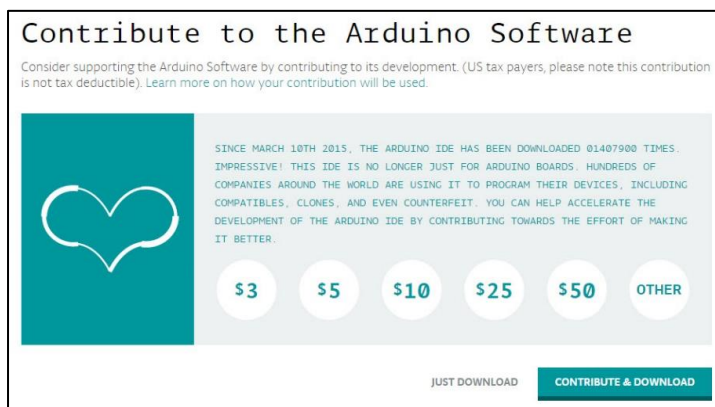 Contribute to the Arduino Software
Consider supporting the Arduino Software by contributing to its development. (US tax payers, please note this contribution
is not tax deductible). Learn more on how your contribution will be used.
SINCE MARCH 10TH 2015, THE ARDUINO IDE HAS BEEN DOWNLOADED 01407900 TIMES.
IMPRESSIVE! THIS IDE IS NO LONGER JUST FOR ARDUINO BOARDS. HUNDREDS OF
COMPANIES AROUND THE WORLD ARE USING IT TO PROGRAM THEIR DEVICES, INCLUDING
COMPATIBLES, CLONES, AND EVEN COUNTERFEIT. YOU CAN HELP ACCELERATE THE
DEVELOPMENT OF THE ARDUINO IDE BY CONTRIBUTING TOWARDS THE EFFORT OF MAKING
IT BETTER.
$3 $5 $10 $25 $50 OTHER
JUST DOWNLOAD CONTRIBUTE & DOWNLOAD